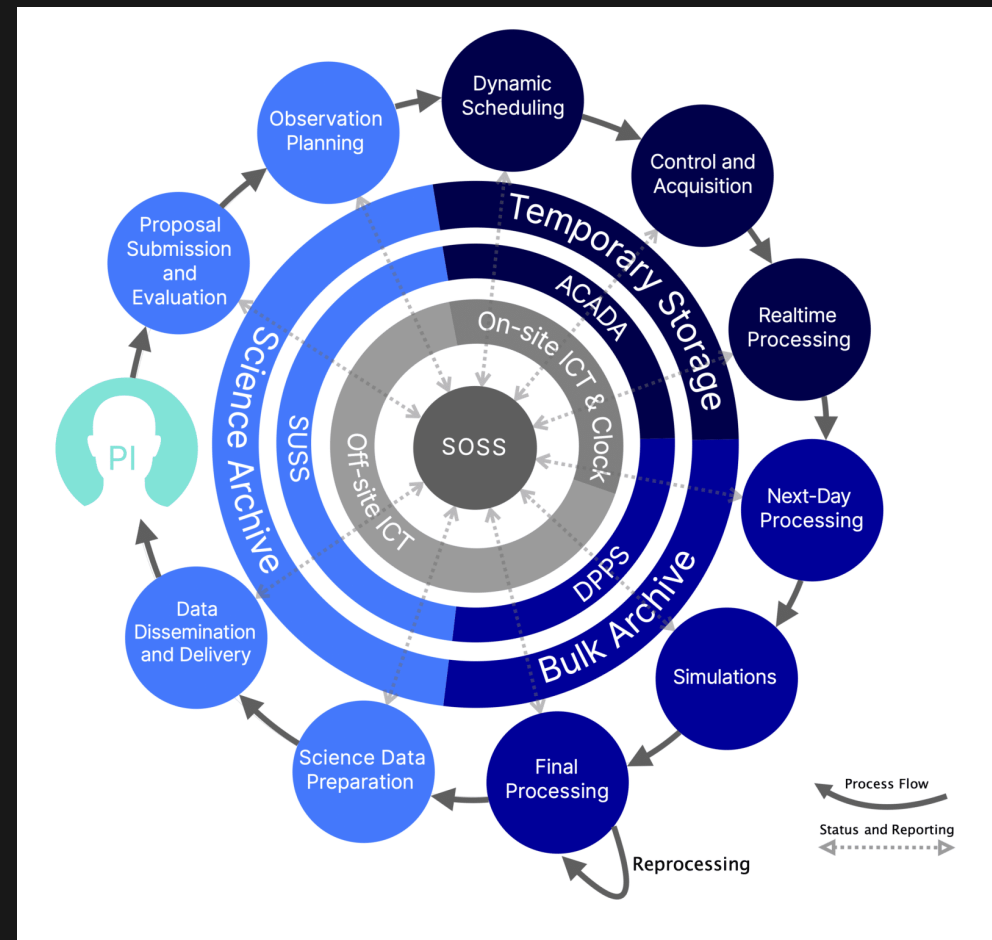 Dynamic
Scheduling
Observation
Planning
Control and
Acquisition
Proposal
Submission
and
Evaluation
Temporary Storage
ACADA
On-site ICT & Clock
Realtime
Processing
Science Archive
SUSS
Off-site ICT
SOSS
PI
Next-Day
Processing
DPPS
Bulk Archive
Data
Dissemination
and Delivery
Simulations
Science Data
Preparation
Final
Processing
Reprocessing
Process Flow
Status and Reporting